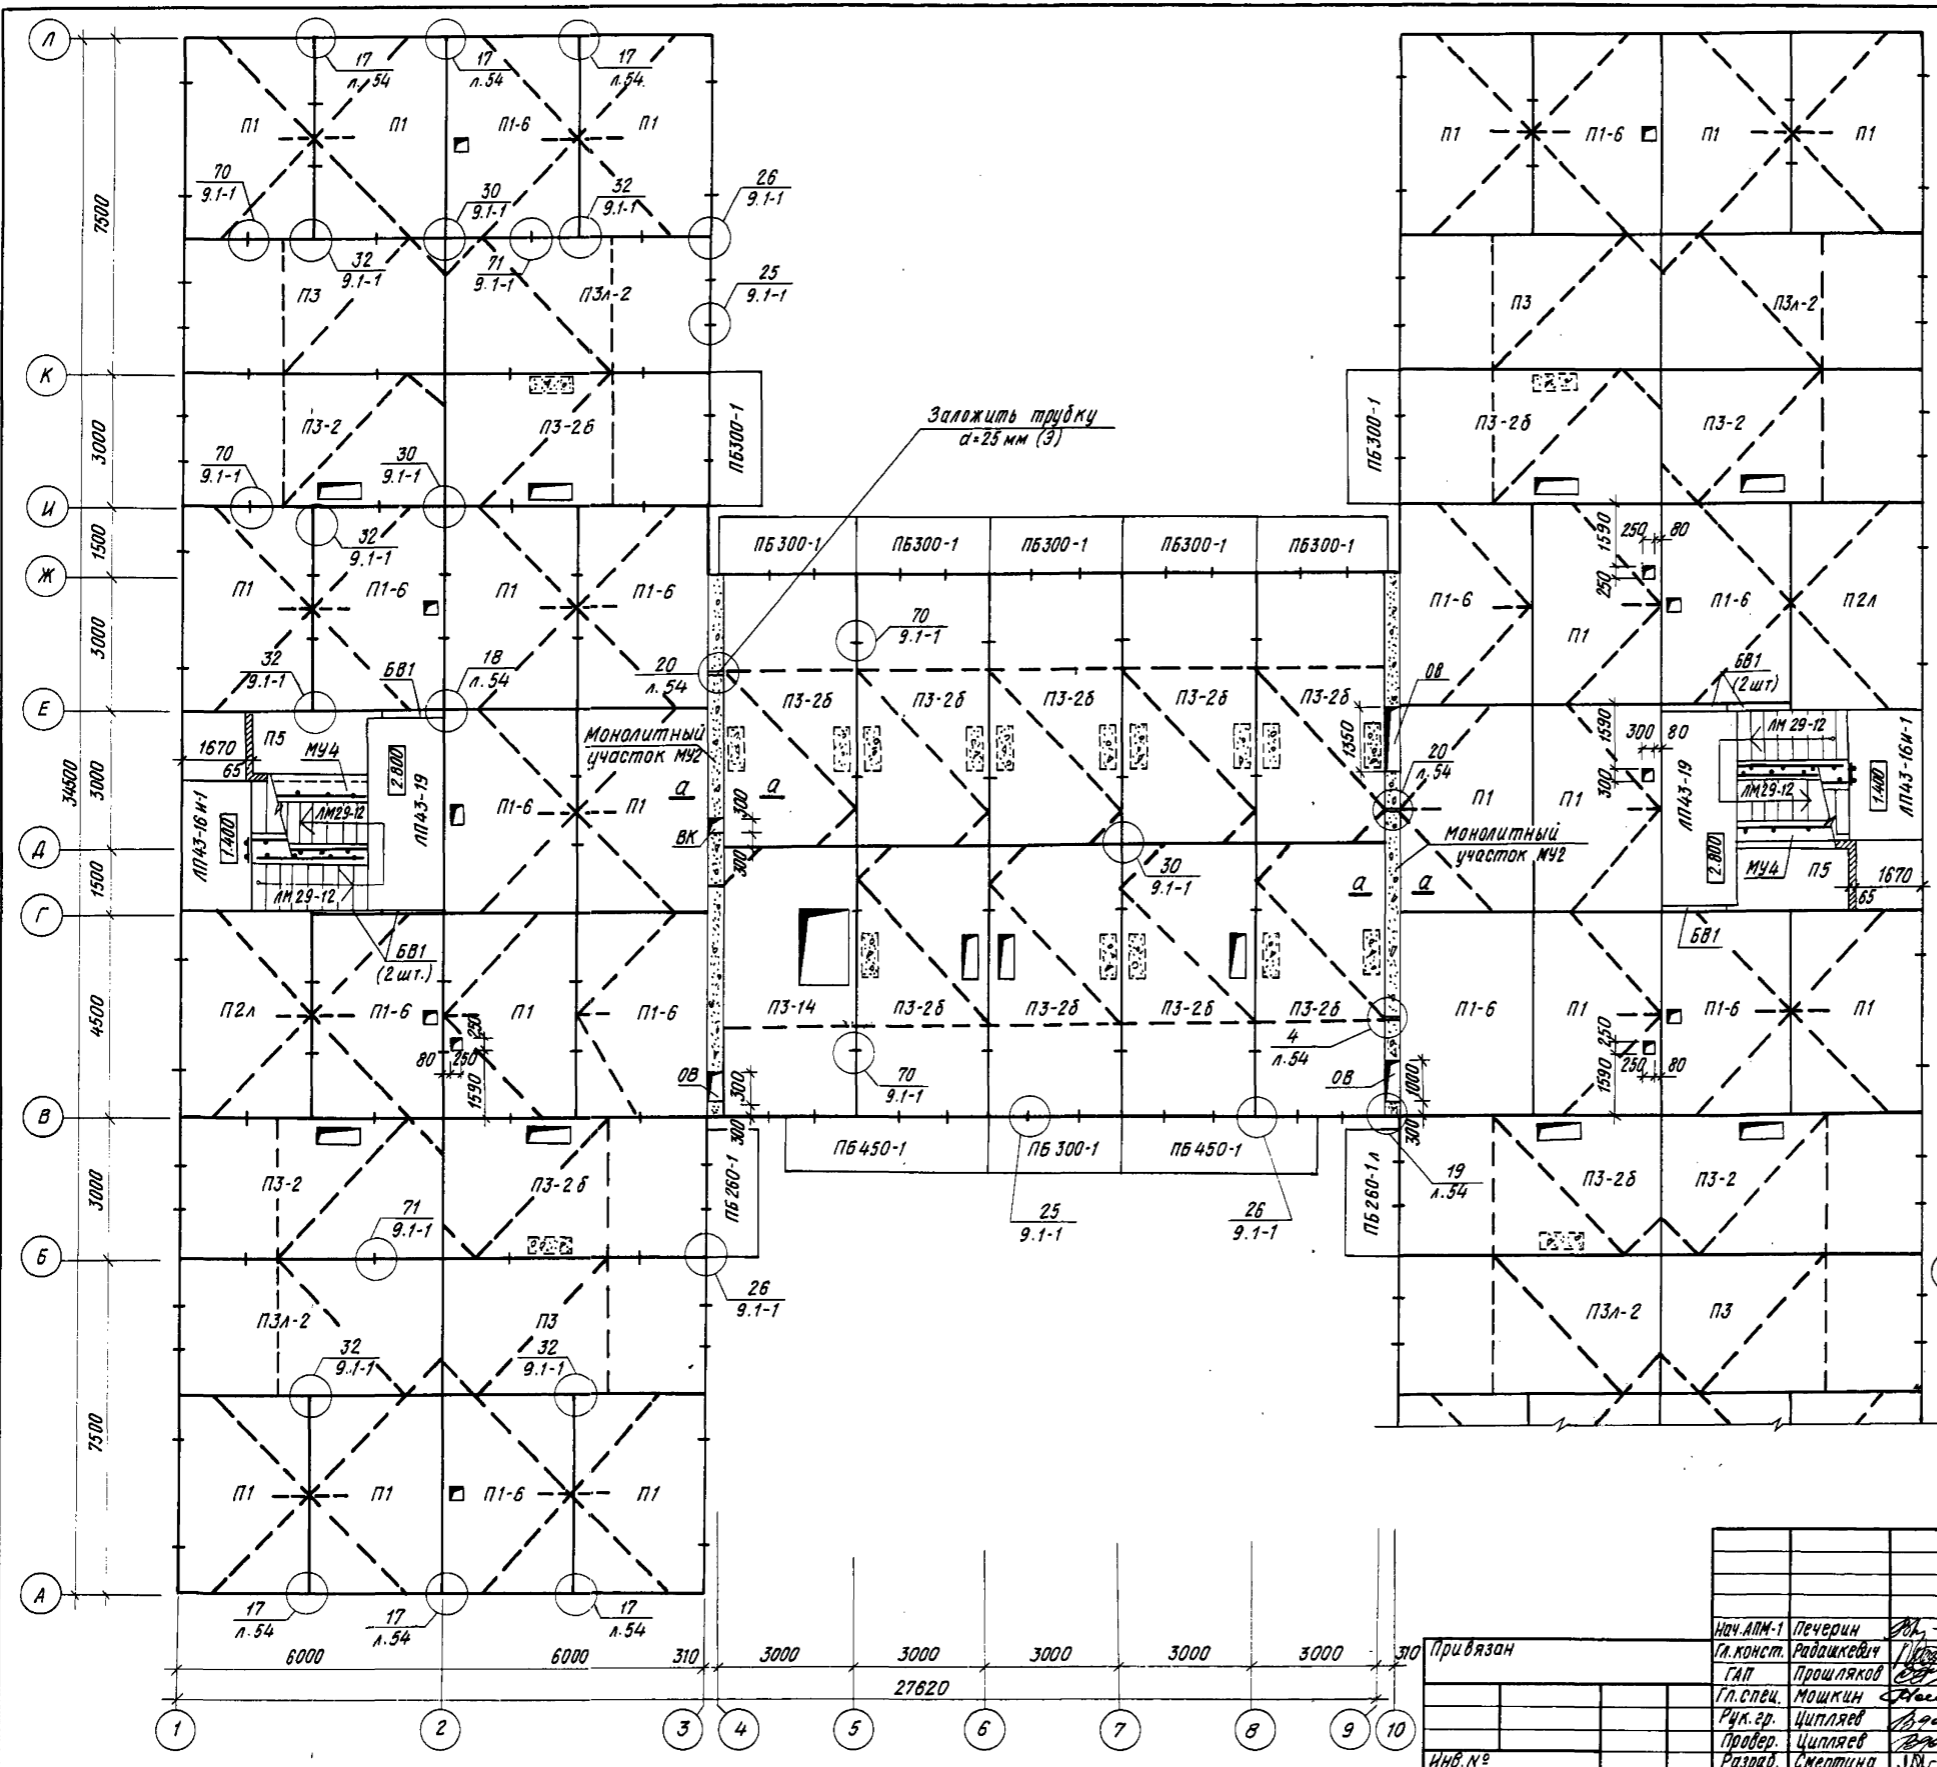 Л
17
л.54
17
л.54
17
л.54
П1
П1
П1-6
П1
П1
П1-6
П1
П1
70
9.1-1
30
9.1-1
32
9.1-1
26
9.1-1
7500
32
9.1-1
71
9.1-1
25
9.1-1
П3
П3л-2
П3
П3л-2
К
ПБ300-1
ПБ300-1
Заложить трубку
d=25 мм (Э)
П3-2
П3-2б
П3-2б
П3-2
3000
70
9.1-1
30
9.1-1
И
1500
32
9.1-1
ПБ300-1
ПБ300-1
ПБ300-1
ПБ300-1
ПБ300-1
1590
250
80
250
Ж
П1
П1-6
П1
П1-6
П1-6
П1
П1-6
П2л
3000
70
9.1-1
32
9.1-1
БВ1
18
л.54
20
л.54
ОВ
БВ1
(2шт)
Е
П3-2б
П3-2б
П3-2б
П3-2б
П3-2б
1670
П5
МУ4
65
2.800
ЛП43-19
Монолитный
участок МУ2
1350
1590
300
80
300
ЛМ29-12
ЛП43-16и-1
34500
3000
20
л.54
а
а
300
ЛП43-16и-1
1.400
ЛМ29-12
П1-6
П1
П1
П1
ЛП43-19
ЛМ29-12
1.400
ВК
300
Монолитный
участок МУ2
Д
1500
ЛМ29-12
30
9.1-1
а
а
2.800
МУ4
П5
1670
65
Г
БВ1
(2шт.)
БВ1
4500
П2л
П1-6
П1
П1-6
П3-14
П3-2б
П3-2б
П3-2б
П3-2б
П1-6
П1
П1-6
П1
250
80
250
1590
4
л.54
250
1590
250
80
ОВ
300
300
70
9.1-1
ОВ
1000
300
В
ПБ450-1
ПБ300-1
ПБ450-1
3000
П3-2
П3-2б
ПБ260-1
ПБ260-1л
19
л.54
П3-2б
П3-2
71
9.1-1
25
9.1-1
26
9.1-1
Б
26
9.1-1
П3л-2
П3
П3л-2
П3
32
9.1-1
32
9.1-1
7500
П1
П1
П1-6
П1
А
17
л.54
17
л.54
17
л.54
6000
6000
310
3000
3000
3000
3000
3000
310
27620
1
2
3
4
5
6
7
8
9
10
Привязан
Инв.№
Нач.АПМ-1 Печерин
Гл.конст. Радашкевич
ГАП Прошляков
Гл.спец. Мошкин
Рук.гр. Ципляев
Провер. Ципляев
Разраб. Смертина